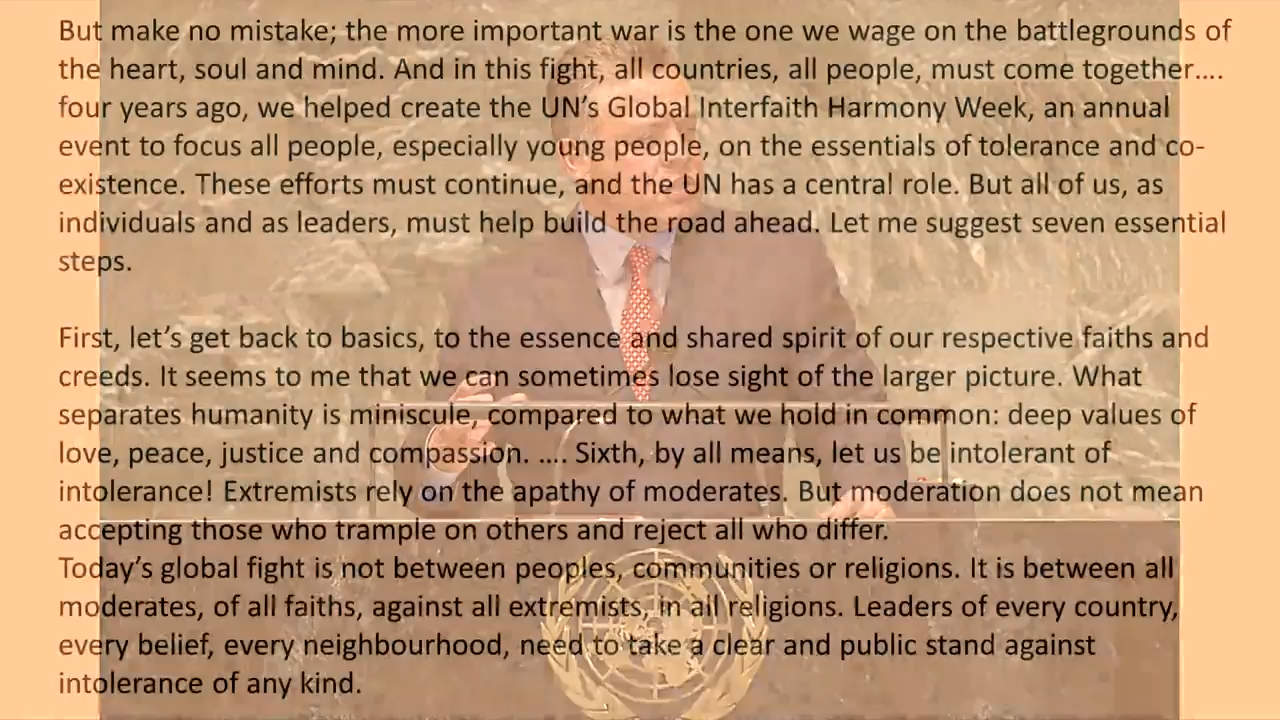 But make no mistake; the more important war is the one we wage on the battlegrounds of
the heart, soul and mind. And in this fight, all countries, all people, must come together....
four years ago, we helped create the UN’s Global Interfaith Harmony Week, an annual
event to focus all people, especially young people, on the essentials of tolerance and co-
existence. These efforts must continue, and the UN has a central role. But all of us, as
individuals and as leaders, must help build the road ahead. Let me suggest seven essential
steps.
First, let’s get back to basics, to the essence and shared spirit of our respective faiths and
creeds. It seems to me that we can sometimes lose sight of the larger picture. What
separates humanity is miniscule, compared to what we hold in common: deep values of
love, peace, justice and compassion. .... Sixth, by all means, let us be intolerant of
intolerance! Extremists rely on the apathy of moderates. But moderation does not mean
accepting those who trample on others and reject all who differ.
Today’s global fight is not between peoples, communities or religions. It is between all
moderates, of all faiths, against all extremists, in all religions. Leaders of every country,
every belief, every neighbourhood, need to take a clear and public stand against
intolerance of any kind.